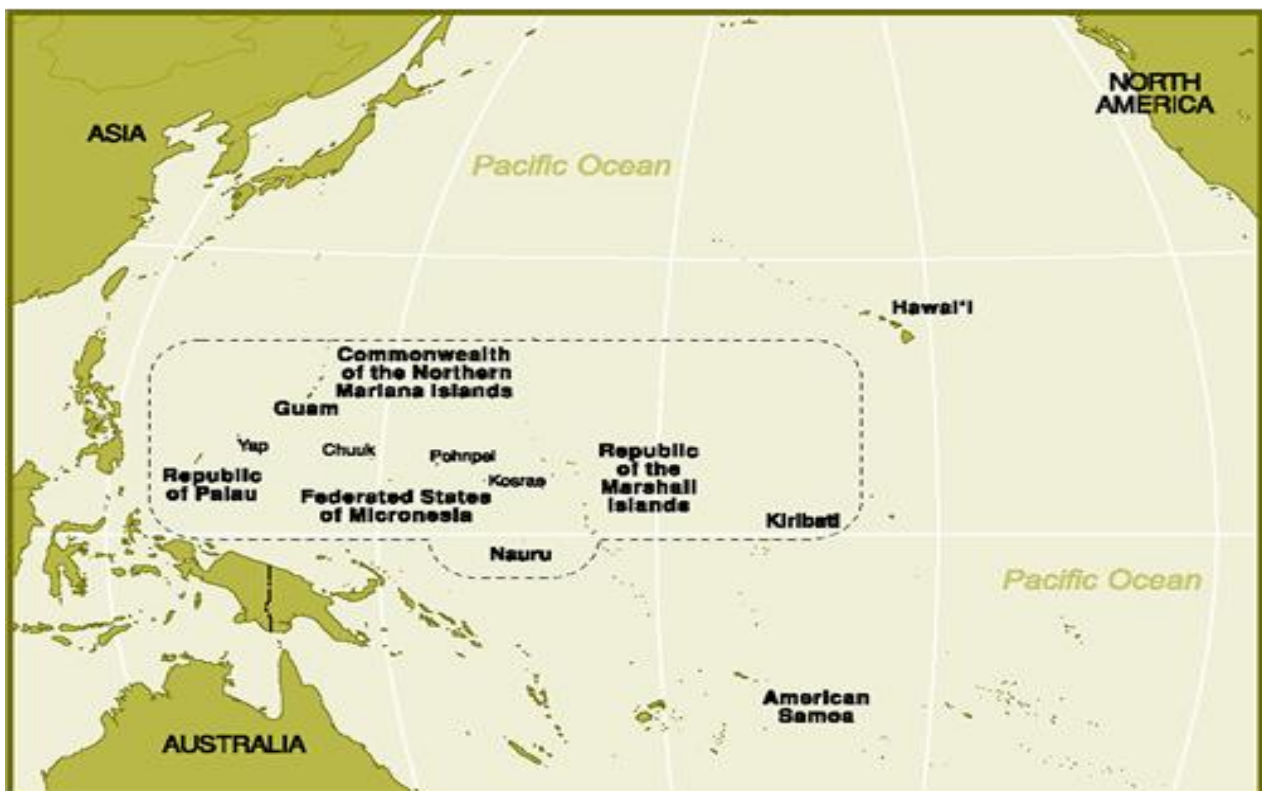 NORTH
AMERICA
ASIA
Pacific Ocean
Hawai'i
Commonwealth
of the Northern
Mariana Islands
Guam
Yap
Chuuk
Pohnpei
Kosrae
Republic
of Palau
Federated States
of Micronesia
Republic
of the
Marshall
Islands
Kiribati
Nauru
Pacific Ocean
American
Samoa
AUSTRALIA